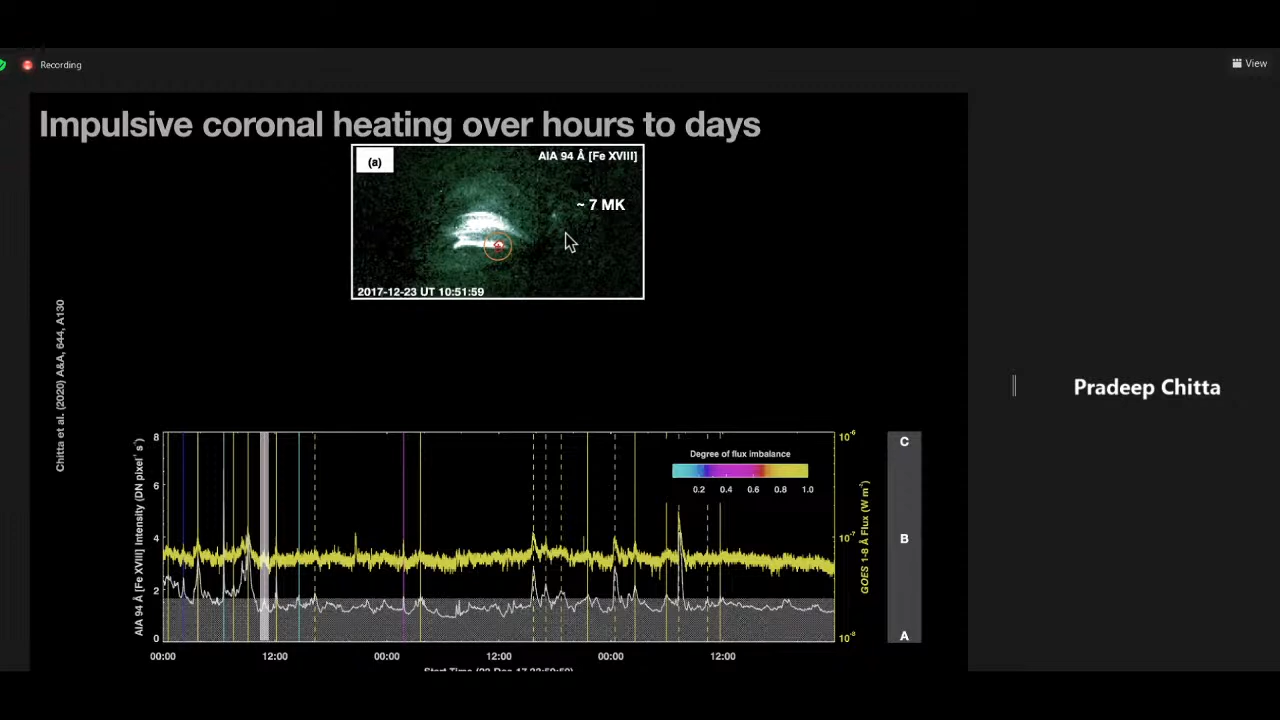 Recording
View
Impulsive coronal heating over hours to days
(a)
AIA 94 Å [Fe XVIII]
~ 7 MK
2017-12-23 UT 10:51:59
Chitta et al. (2020) A&A, 644, A130
Pradeep Chitta
AIA 94 Å [Fe XVIII] Intensity (DN pixel⁻¹ s⁻¹)
8
6
4
2
0
Degree of flux imbalance
0.2 0.4 0.6 0.8 1.0
10⁻⁶
10⁻⁷
10⁻⁸
GOES 1-8 Å Flux (W m⁻²)
C
B
A
00:00 12:00 00:00 12:00 00:00 12:00
Start Time